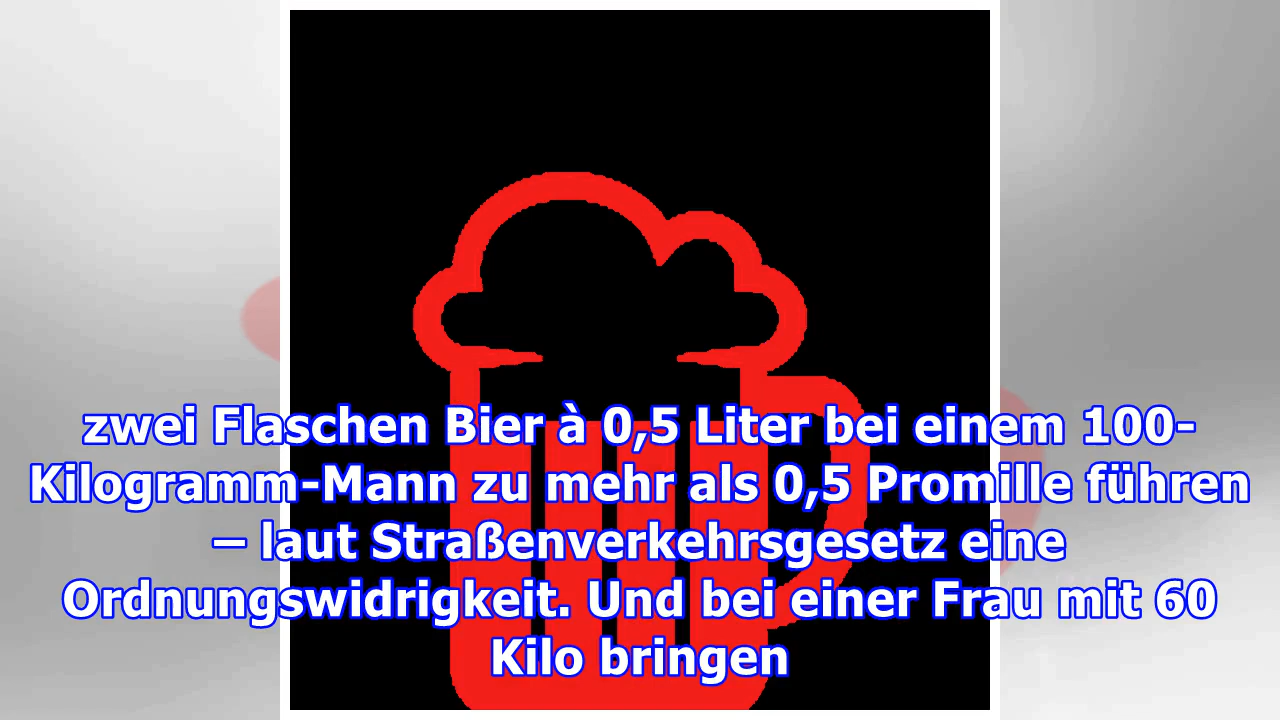 zwei Flaschen Bier à 0,5 Liter bei einem 100-
Kilogramm-Mann zu mehr als 0,5 Promille führen
– laut Straßenverkehrsgesetz eine
Ordnungswidrigkeit. Und bei einer Frau mit 60
Kilo bringen